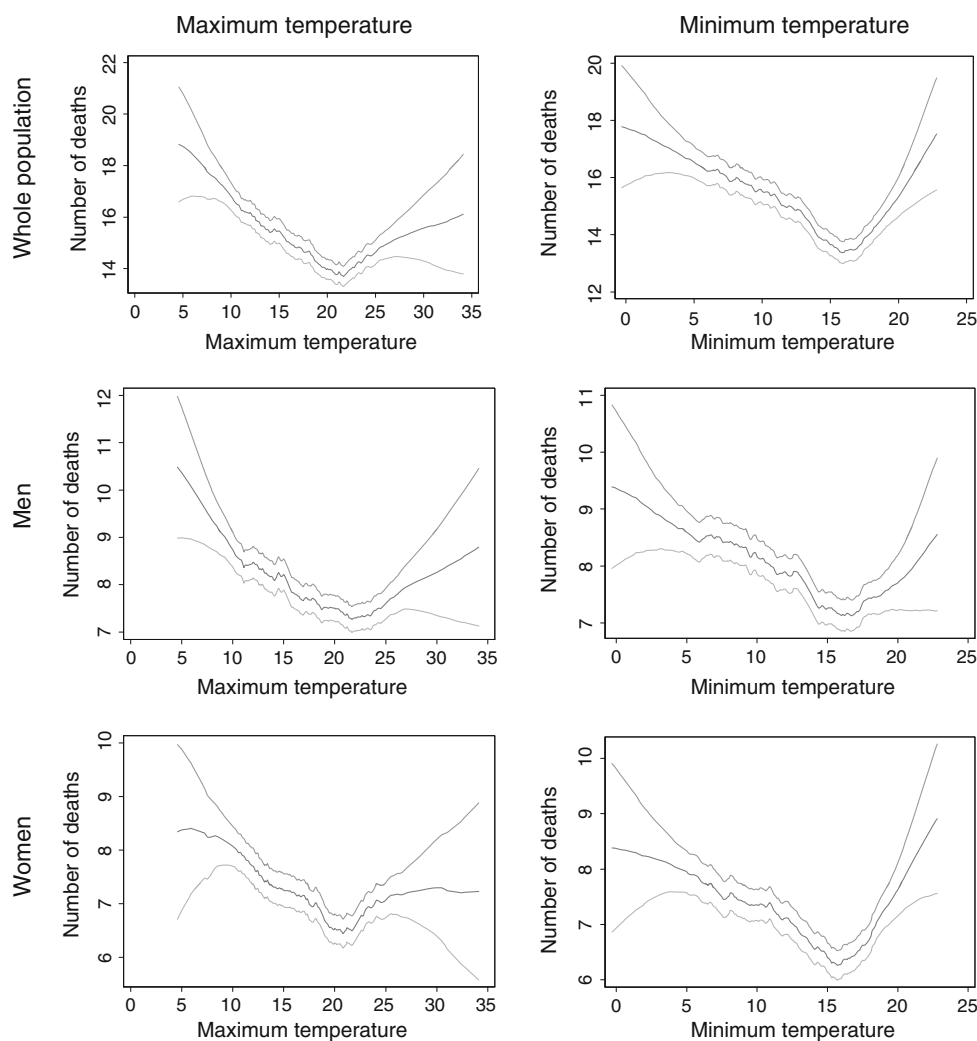 Maximum temperature
Minimum temperature
Whole population
Number of deaths
22
20
18
16
14
0 5 10 15 20 25 30 35
Maximum temperature
Number of deaths
20
18
16
14
12
0 5 10 15 20 25
Minimum temperature
Men
Number of deaths
12
11
10
9
8
7
0 5 10 15 20 25 30 35
Maximum temperature
Number of deaths
11
10
9
8
7
0 5 10 15 20 25
Minimum temperature
Women
Number of deaths
10
9
8
7
6
0 5 10 15 20 25 30 35
Maximum temperature
Number of deaths
10
9
8
7
6
0 5 10 15 20 25
Minimum temperature